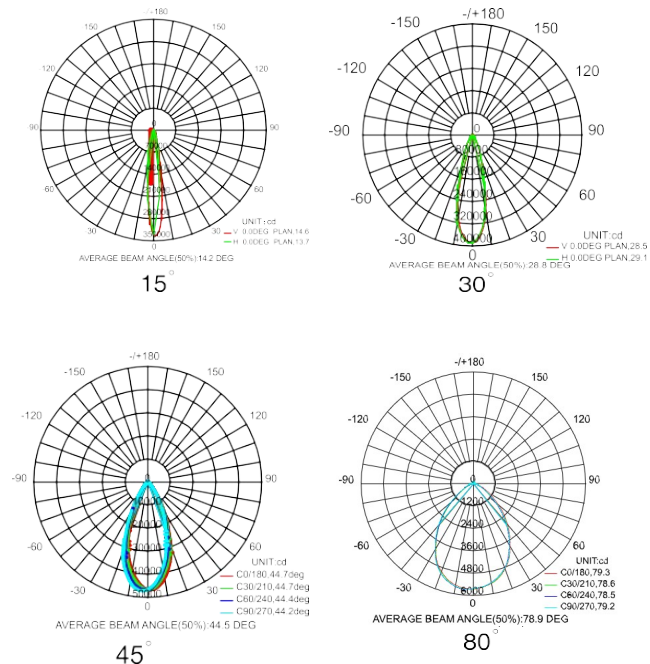 -/+180
-150 150
-120 120
-90 90
-60 60
-30 30
0
0
UNIT:cd
V 0.0DEG PLAN,14.6
H 0.0DEG PLAN,13.7
AVERAGE BEAM ANGLE(50%):14.2 DEG
15°
-/+180
-150 150
-120 120
-90 90
-60 60
-30 30
0
0
UNIT:cd
V 0.0DEG PLAN,28.5
H 0.0DEG PLAN,29.1
AVERAGE BEAM ANGLE(50%):28.8 DEG
30°
-/+180
-150 150
-120 120
-90 90
-60 60
-30 30
0
0
UNIT:cd
C0/180,44.7deg
C30/210,44.7deg
C60/240,44.4deg
C90/270,44.2deg
AVERAGE BEAM ANGLE(50%):44.5 DEG
45°
-/+180
-150 150
-120 120
-90 90
-60 60
-30 30
0
1200
2400
3600
4800
6000
0
UNIT:cd
C0/180,79.3
C30/210,78.6
C60/240,78.5
C90/270,79.2
AVERAGE BEAM ANGLE(50%):78.9 DEG
80°